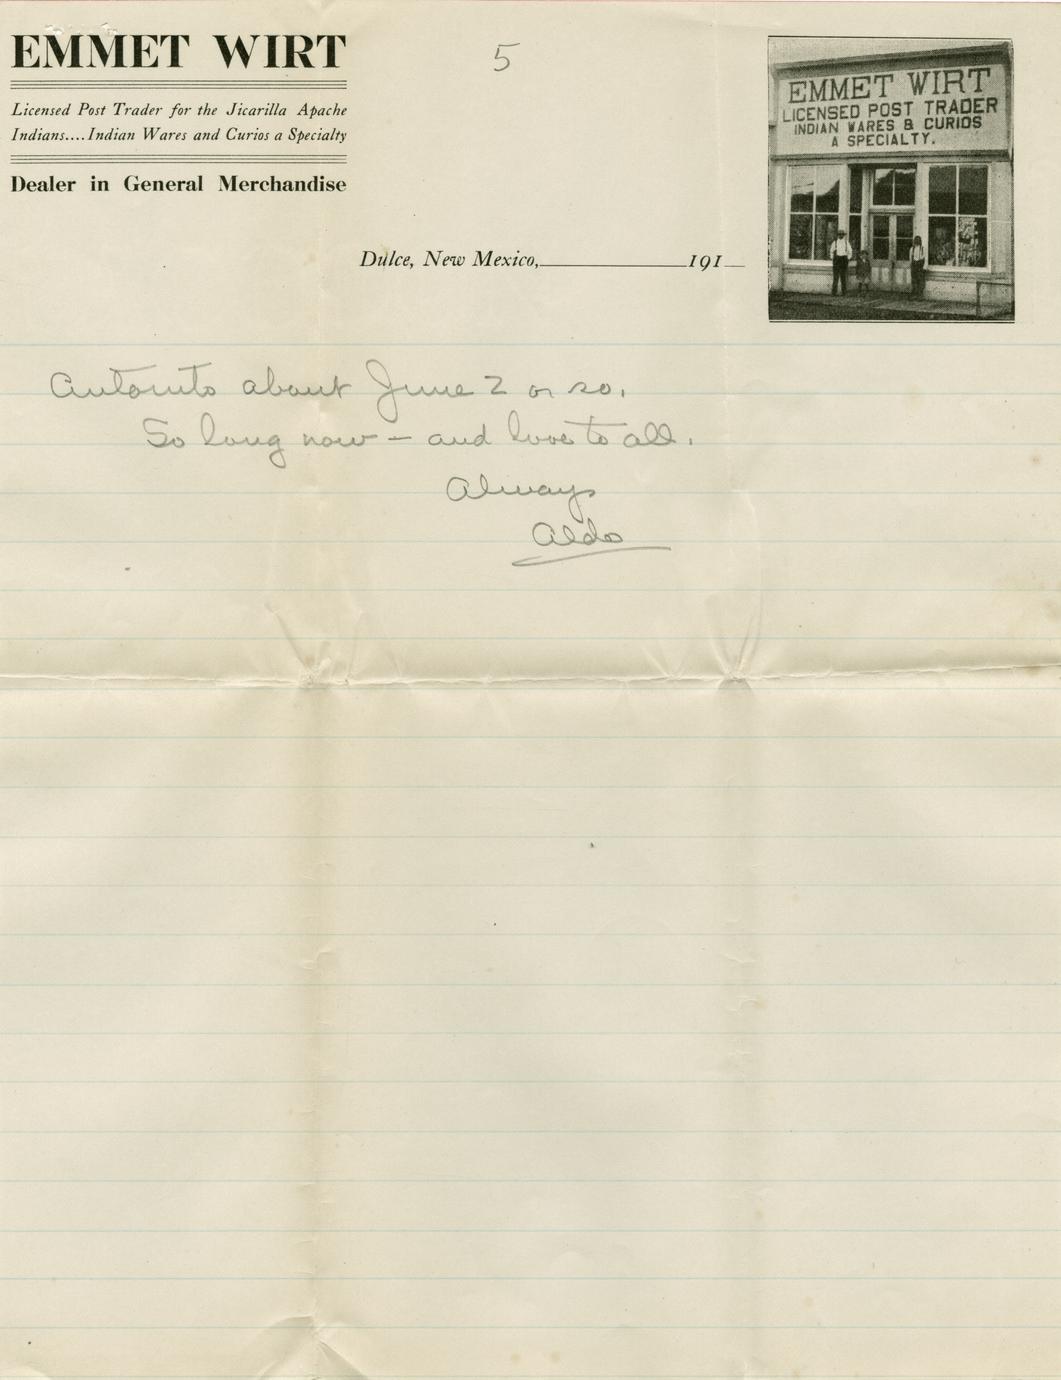 EMMET WIRT
5
Licensed Post Trader for the Jicarilla Apache
Indians....Indian Wares and Curios a Specialty
Dealer in General Merchandise
EMMET WIRT
LICENSED POST TRADER
INDIAN WARES & CURIOS
A SPECIALTY.
Dulce, New Mexico, 191
Antonito about June 2 or so.
So long now - and love to all.
Always
Aldo